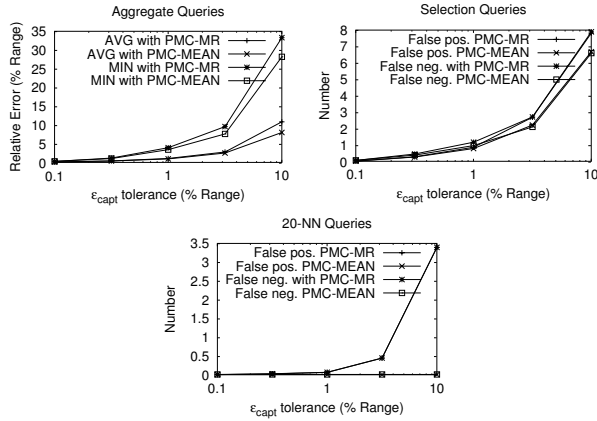 Aggregate Queries
Relative Error (% Range)
35
30
25
20
15
10
5
0
AVG with PMC-MR
AVG with PMC-MEAN
MIN with PMC-MR
MIN with PMC-MEAN
0.1 1 10
εcapt tolerance (% Range)
Selection Queries
Number
8
7
6
5
4
3
2
1
0
False pos. PMC-MR
False pos. PMC-MEAN
False neg. with PMC-MR
False neg. PMC-MEAN
0.1 1 10
εcapt tolerance (% Range)
20-NN Queries
Number
3.5
3
2.5
2
1.5
1
0.5
0
False pos. PMC-MR
False pos. PMC-MEAN
False neg. with PMC-MR
False neg. PMC-MEAN
0.1 1 10
εcapt tolerance (% Range)